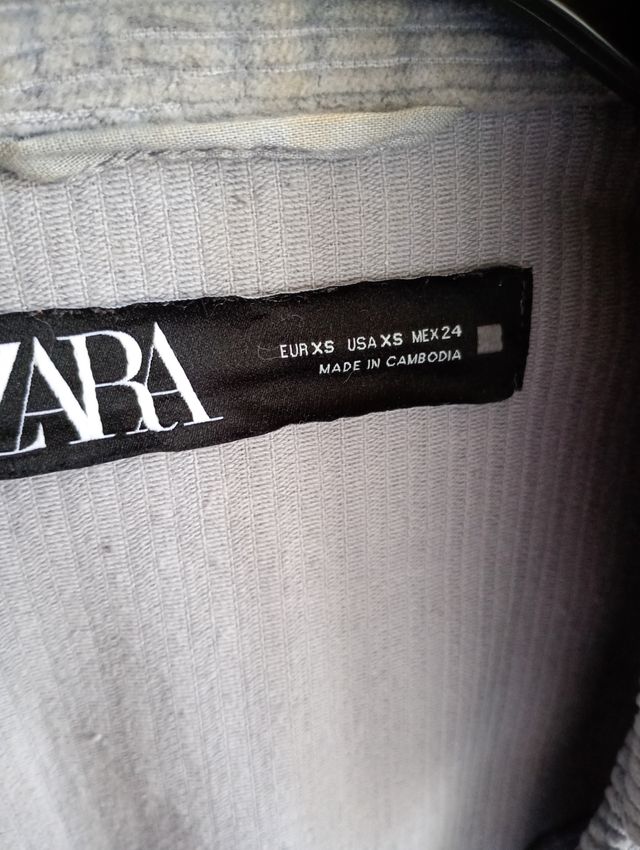 ZARA
EUR XS USA XS MEX 24
MADE IN CAMBODIA